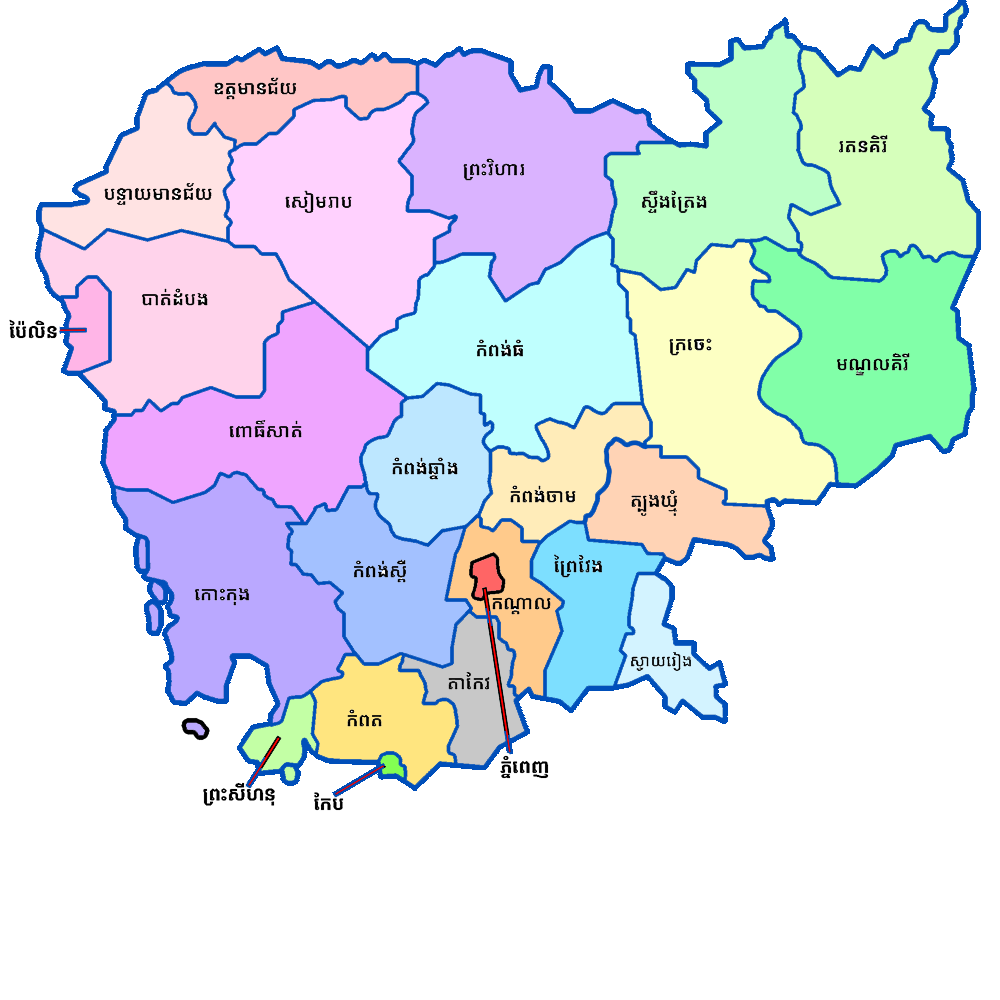 ឧត្តមានជ័យ
រតនគិរី
ព្រះវិហារ
បន្ទាយមានជ័យ
សៀមរាប
ស្ទឹងត្រែង
បាត់ដំបង
ប៉ៃលិន
កំពង់ធំ
ក្រចេះ
មណ្ឌលគិរី
ពោធិ៍សាត់
កំពង់ឆ្នាំង
កំពង់ចាម
ត្បូងឃ្មុំ
កំពង់ស្ពឺ
ព្រៃវែង
កោះកុង
កណ្តាល
ស្វាយរៀង
តាកែវ
កំពត
ភ្នំពេញ
ព្រះសីហនុ
កែប